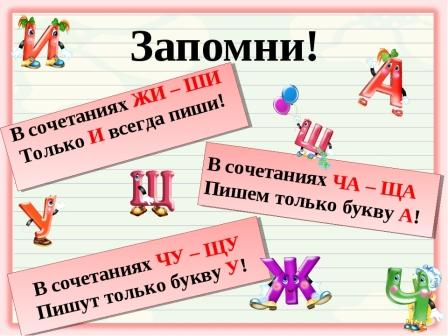 Запомни!
И
А
В сочетаниях ЖИ – ШИ
Только И всегда пиши!
Ш
В сочетаниях ЧА – ЩА
Пишем только букву А!
У
Щ
В сочетаниях ЧУ – ЩУ
Пишут только букву У!
Ж
Ч